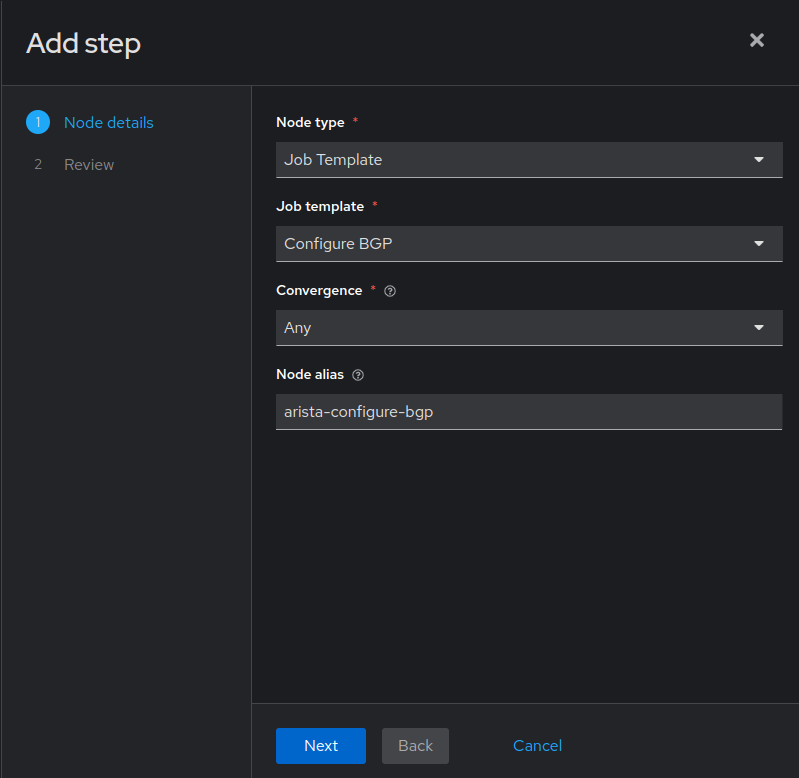 Add step
1 Node details
2 Review
Node type *
Job Template
Job template *
Configure BGP
Convergence * ?
Any
Node alias ?
arista-configure-bgp
Next Back Cancel